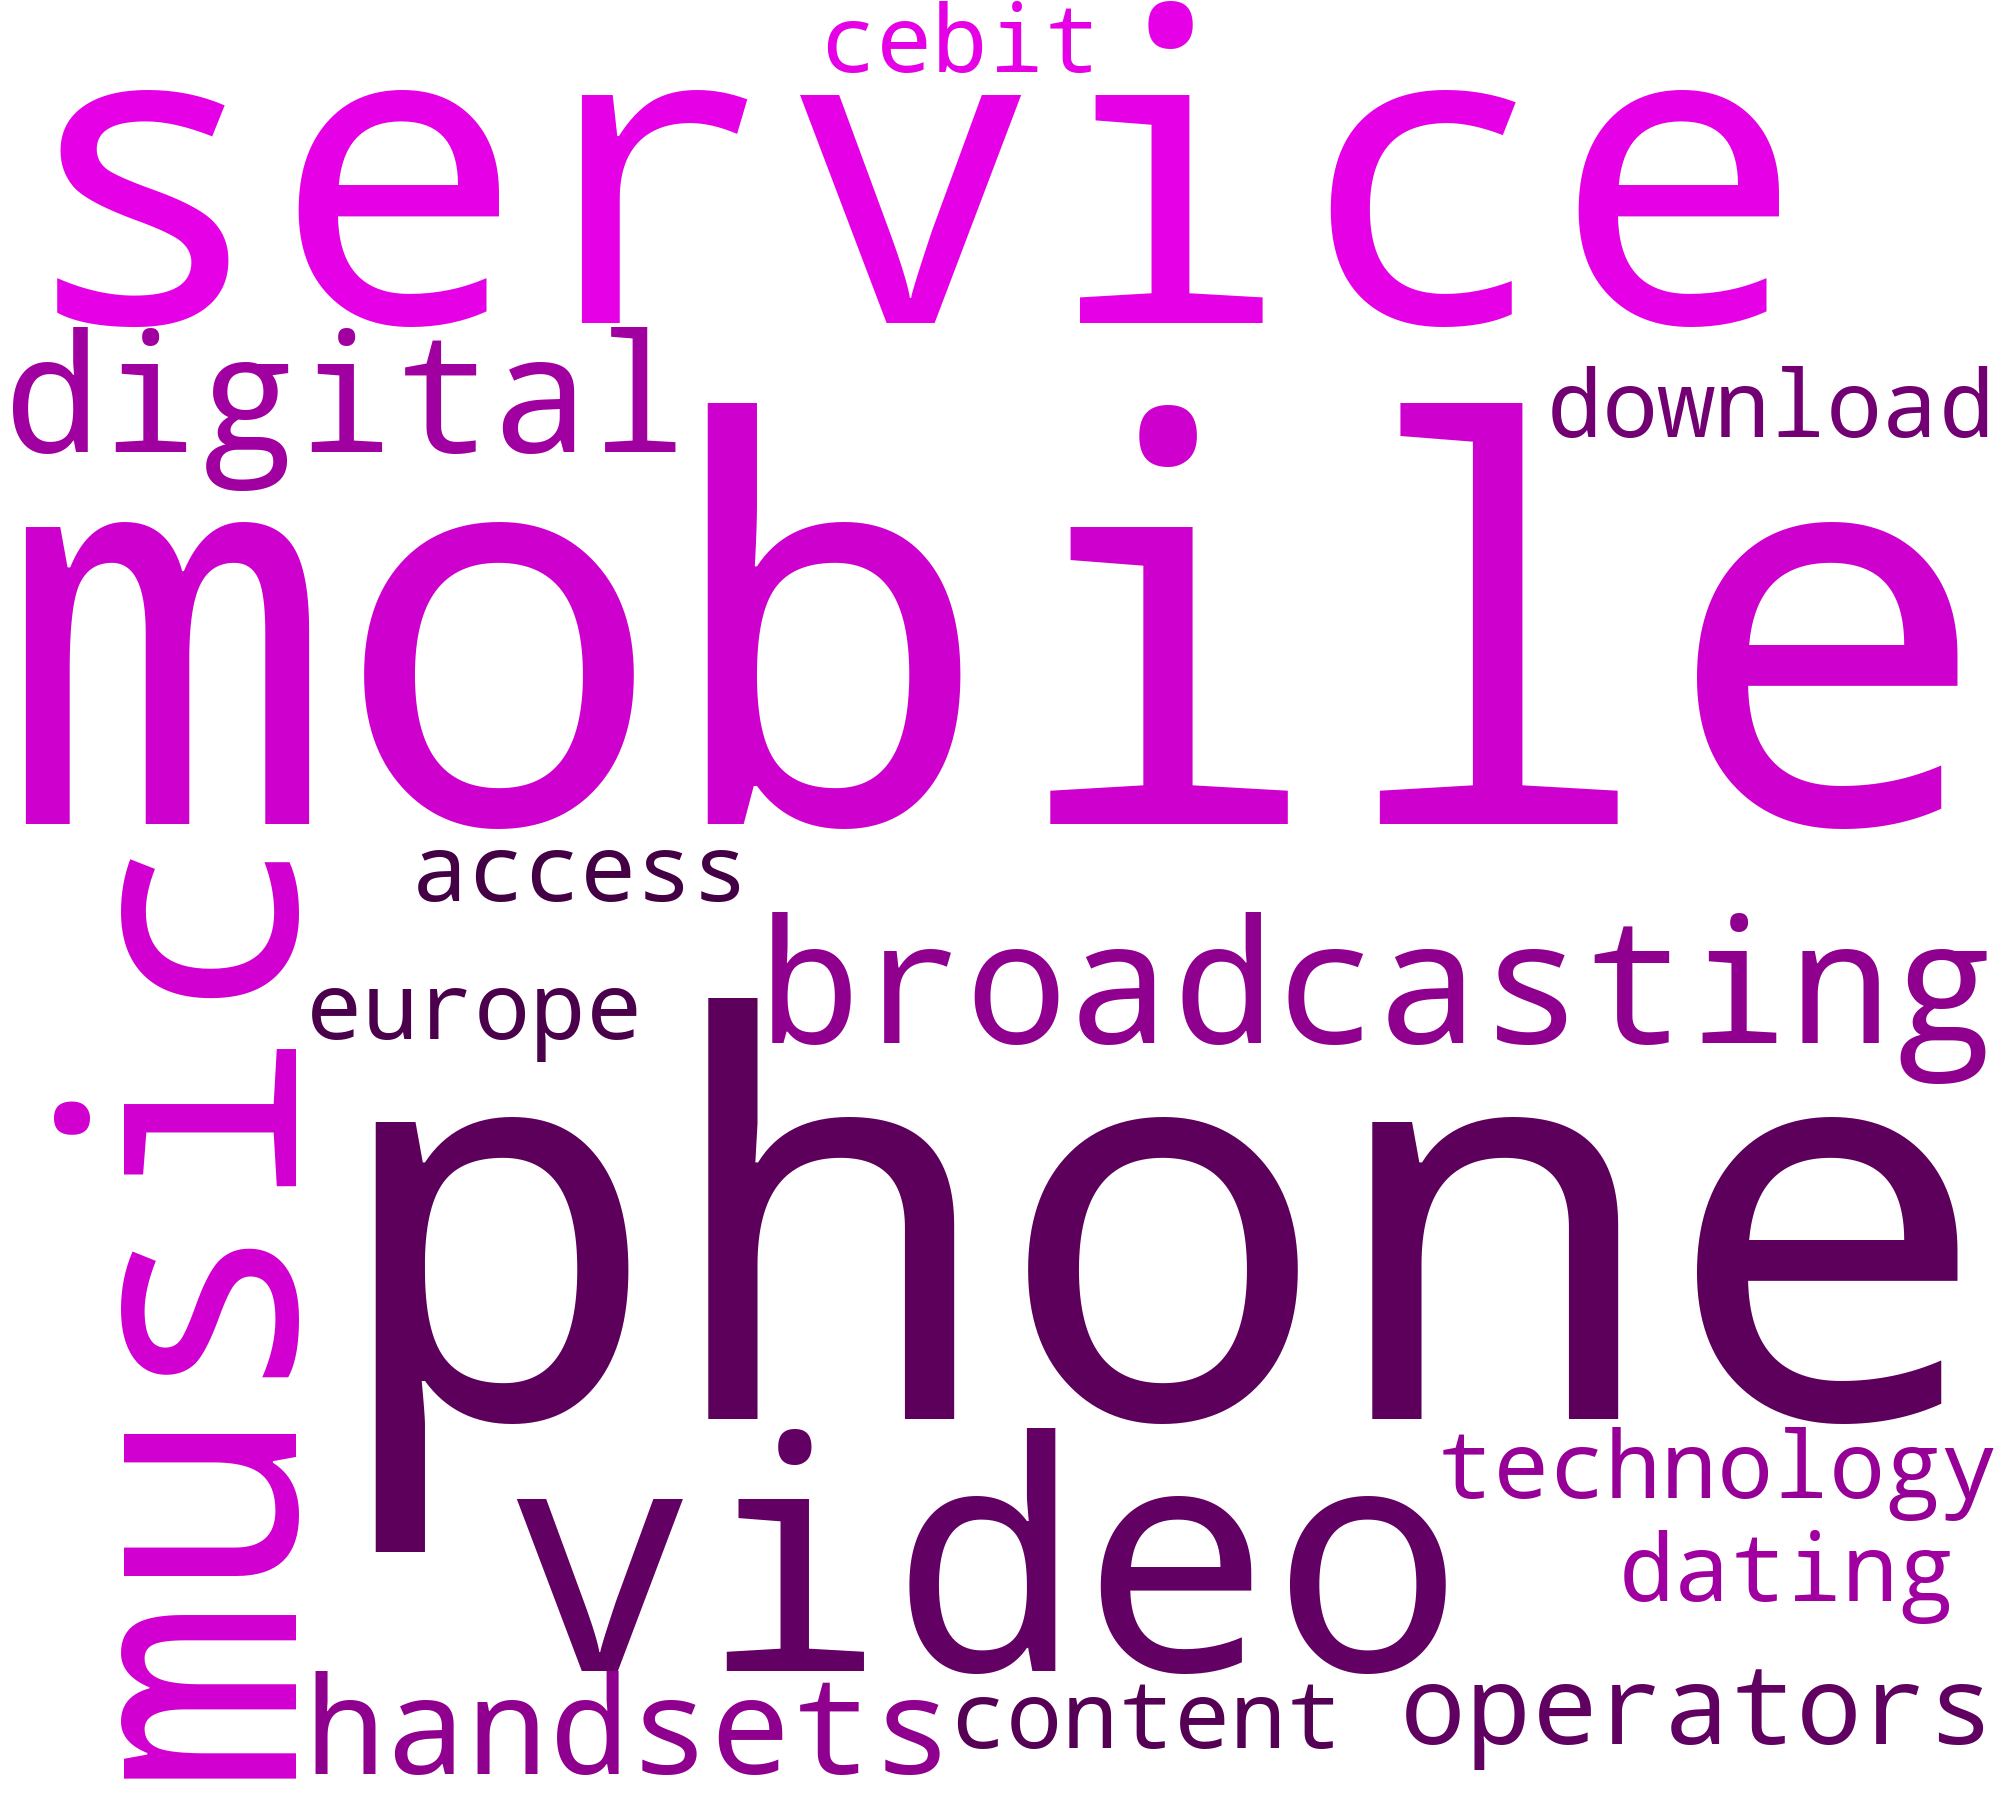 cebit
service
digital
download
mobile
access
broadcasting
europe
music
phone
technology
video
dating
handsets
content
operators